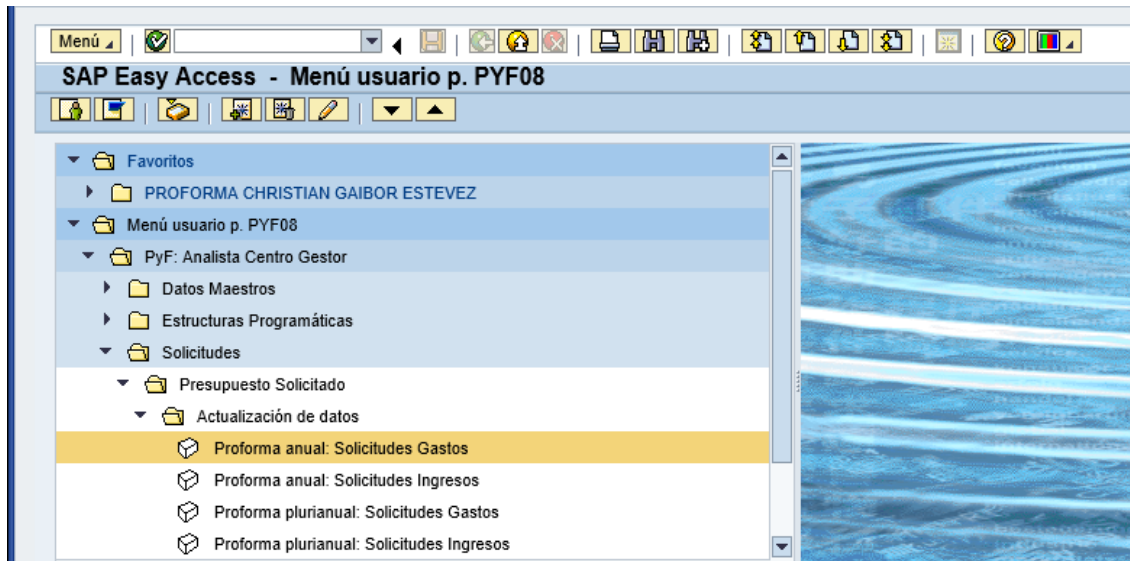 Menú
SAP Easy Access - Menú usuario p. PYF08
Favoritos
PROFORMA CHRISTIAN GAIBOR ESTEVEZ
Menú usuario p. PYF08
PyF: Analista Centro Gestor
Datos Maestros
Estructuras Programáticas
Solicitudes
Presupuesto Solicitado
Actualización de datos
Proforma anual: Solicitudes Gastos
Proforma anual: Solicitudes Ingresos
Proforma plurianual: Solicitudes Gastos
Proforma plurianual: Solicitudes Ingresos